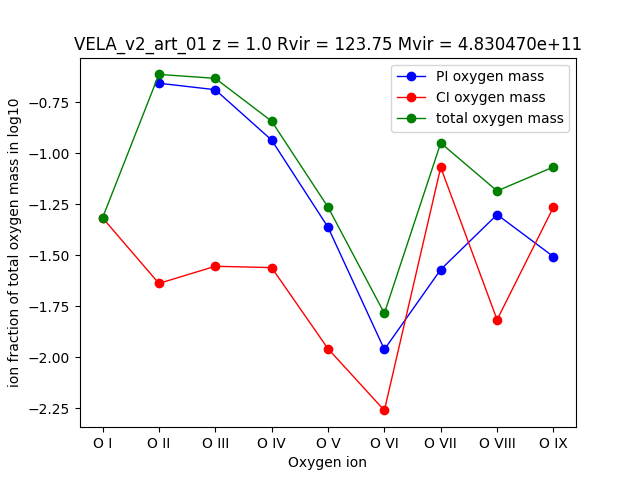 VELA_v2_art_01 z = 1.0 Rvir = 123.75 Mvir = 4.830470e+11
PI oxygen mass
CI oxygen mass
total oxygen mass
ion fraction of total oxygen mass in log10
−0.75
−1.00
−1.25
−1.50
−1.75
−2.00
−2.25
O I O II O III O IV O V O VI O VII O VIII O IX
Oxygen ion